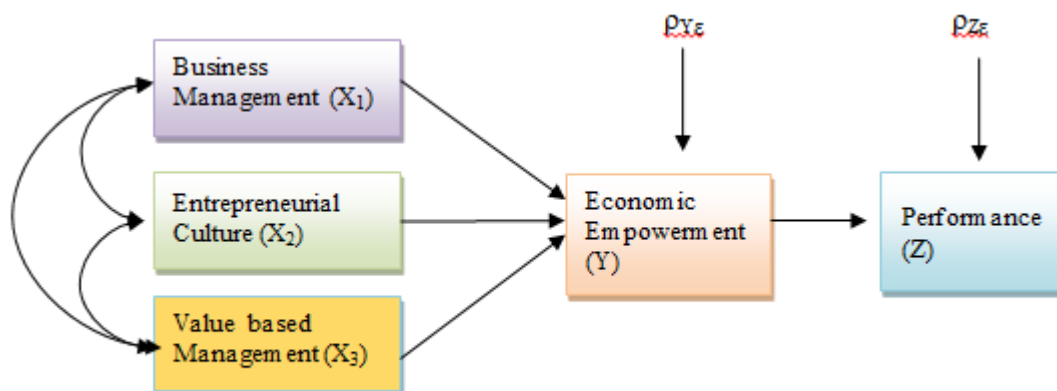 ρYε
ρZε
Business
Management (X1)
Entrepreneurial
Culture (X2)
Value based
Management (X3)
Economic
Empowerment
(Y)
Performance
(Z)